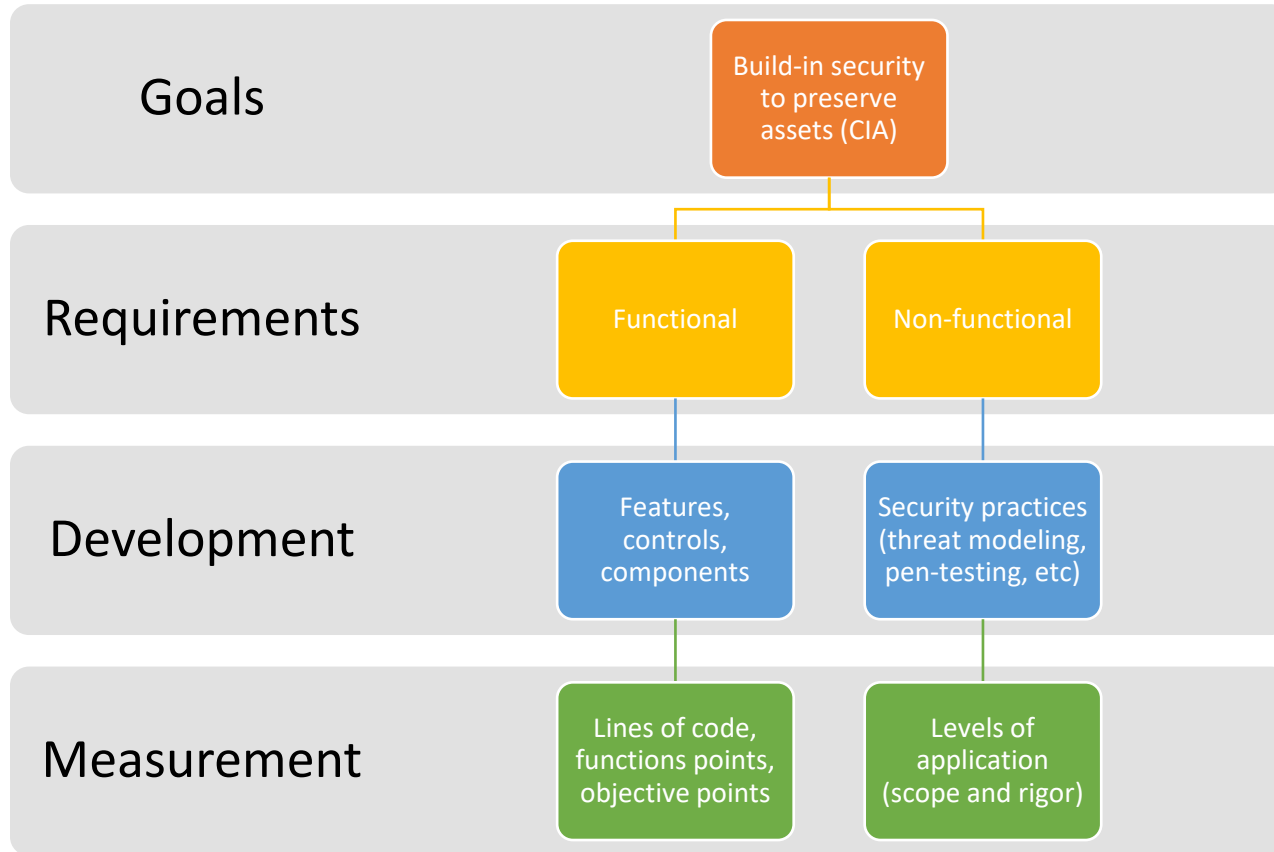 Goals
Build-in security
to preserve
assets (CIA)
Requirements
Functional
Non-functional
Development
Features,
controls,
components
Security practices
(threat modeling,
pen-testing, etc)
Measurement
Lines of code,
functions points,
objective points
Levels of
application
(scope and rigor)